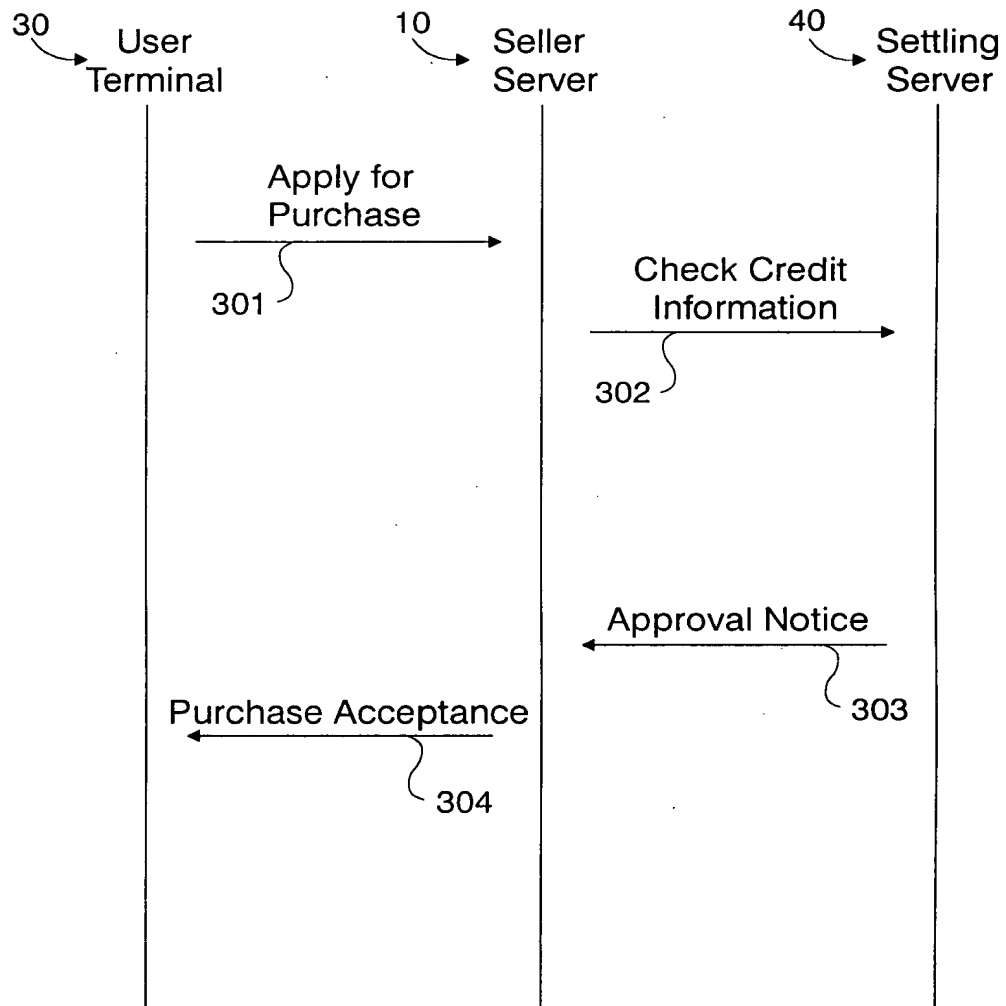 30
User
Terminal
10
Seller
Server
40
Settling
Server
Apply for
Purchase
301
Check Credit
Information
302
Approval Notice
303
Purchase Acceptance
304